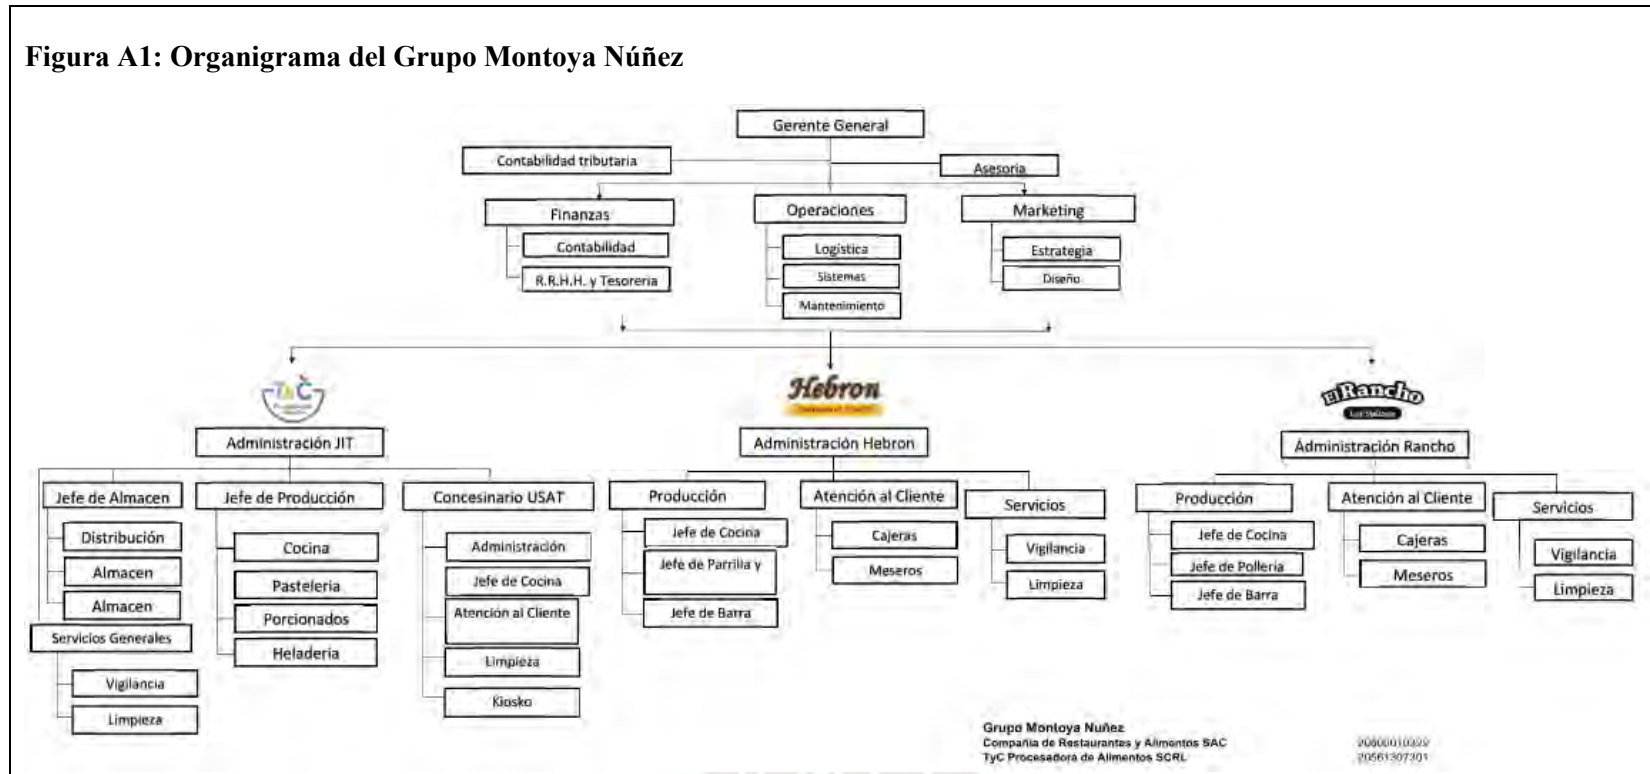 Figura A1: Organigrama del Grupo Montoya Núñez
Gerente General
Contabilidad tributaria
Asesoria
Finanzas
Operaciones
Marketing
Contabilidad
Logística
Estrategia
R.R.H.H. y Tesoreria
Sistemas
Diseño
Mantenimiento
TyC
Hebron
El Rancho
Administración JIT
Administración Hebron
Administración Rancho
Jefe de Almacen
Jefe de Producción
Concesinario USAT
Producción
Atención al Cliente
Servicios
Producción
Atención al Cliente
Servicios
Distribución
Almacen
Almacen
Servicios Generales
Vigilancia
Limpieza
Cocina
Pasteleria
Porcionados
Heladeria
Administración
Jefe de Cocina
Atención al Cliente
Limpieza
Kiosko
Jefe de Cocina
Jefe de Parrilla y
Jefe de Barra
Cajeras
Meseros
Vigilancia
Limpieza
Jefe de Cocina
Jefe de Pollería
Jefe de Barra
Cajeras
Meseros
Vigilancia
Limpieza
Grupo Montoya Nuñez
Compañia de Restaurantes y Alimentos SAC
TyC Procesadora de Alimentos SCRL
20561307301